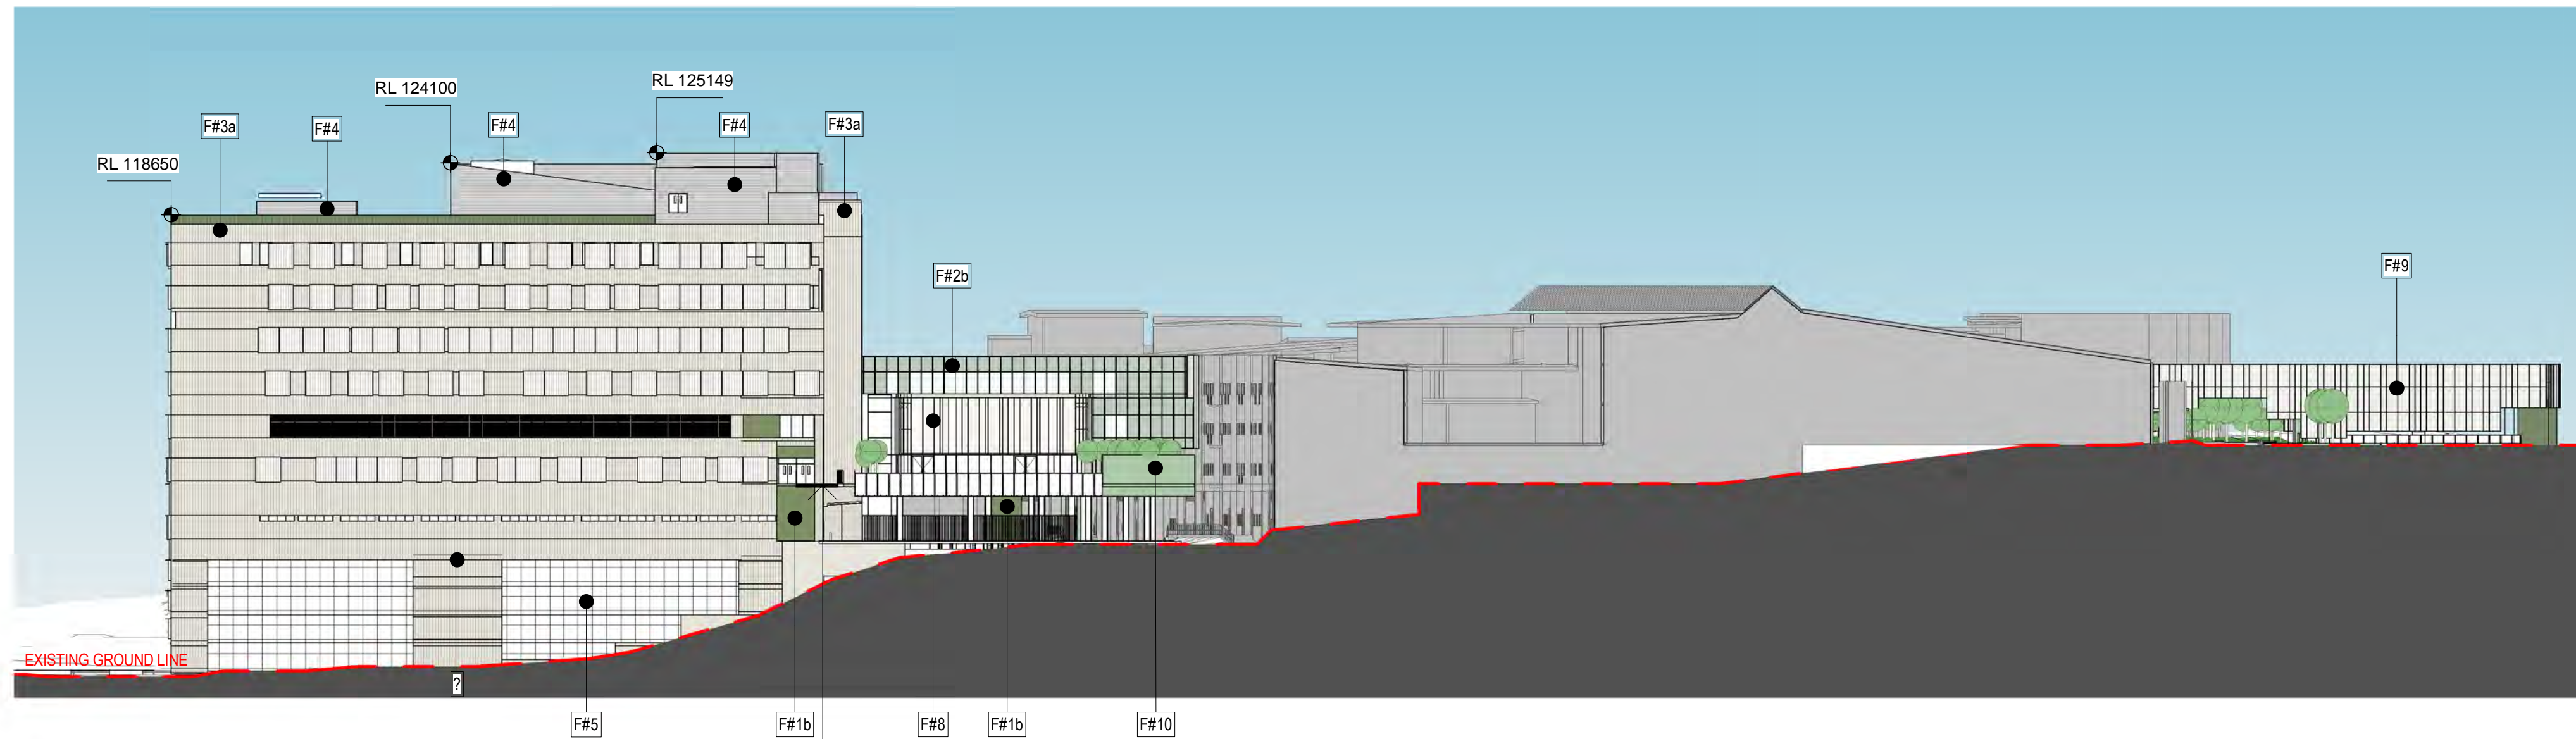 RL 125149
RL 124100
F#3a
F#4
F#4
F#4
F#3a
RL 118650
F#9
F#2b
EXISTING GROUND LINE
?
F#5
F#1b
F#8
F#1b
F#10